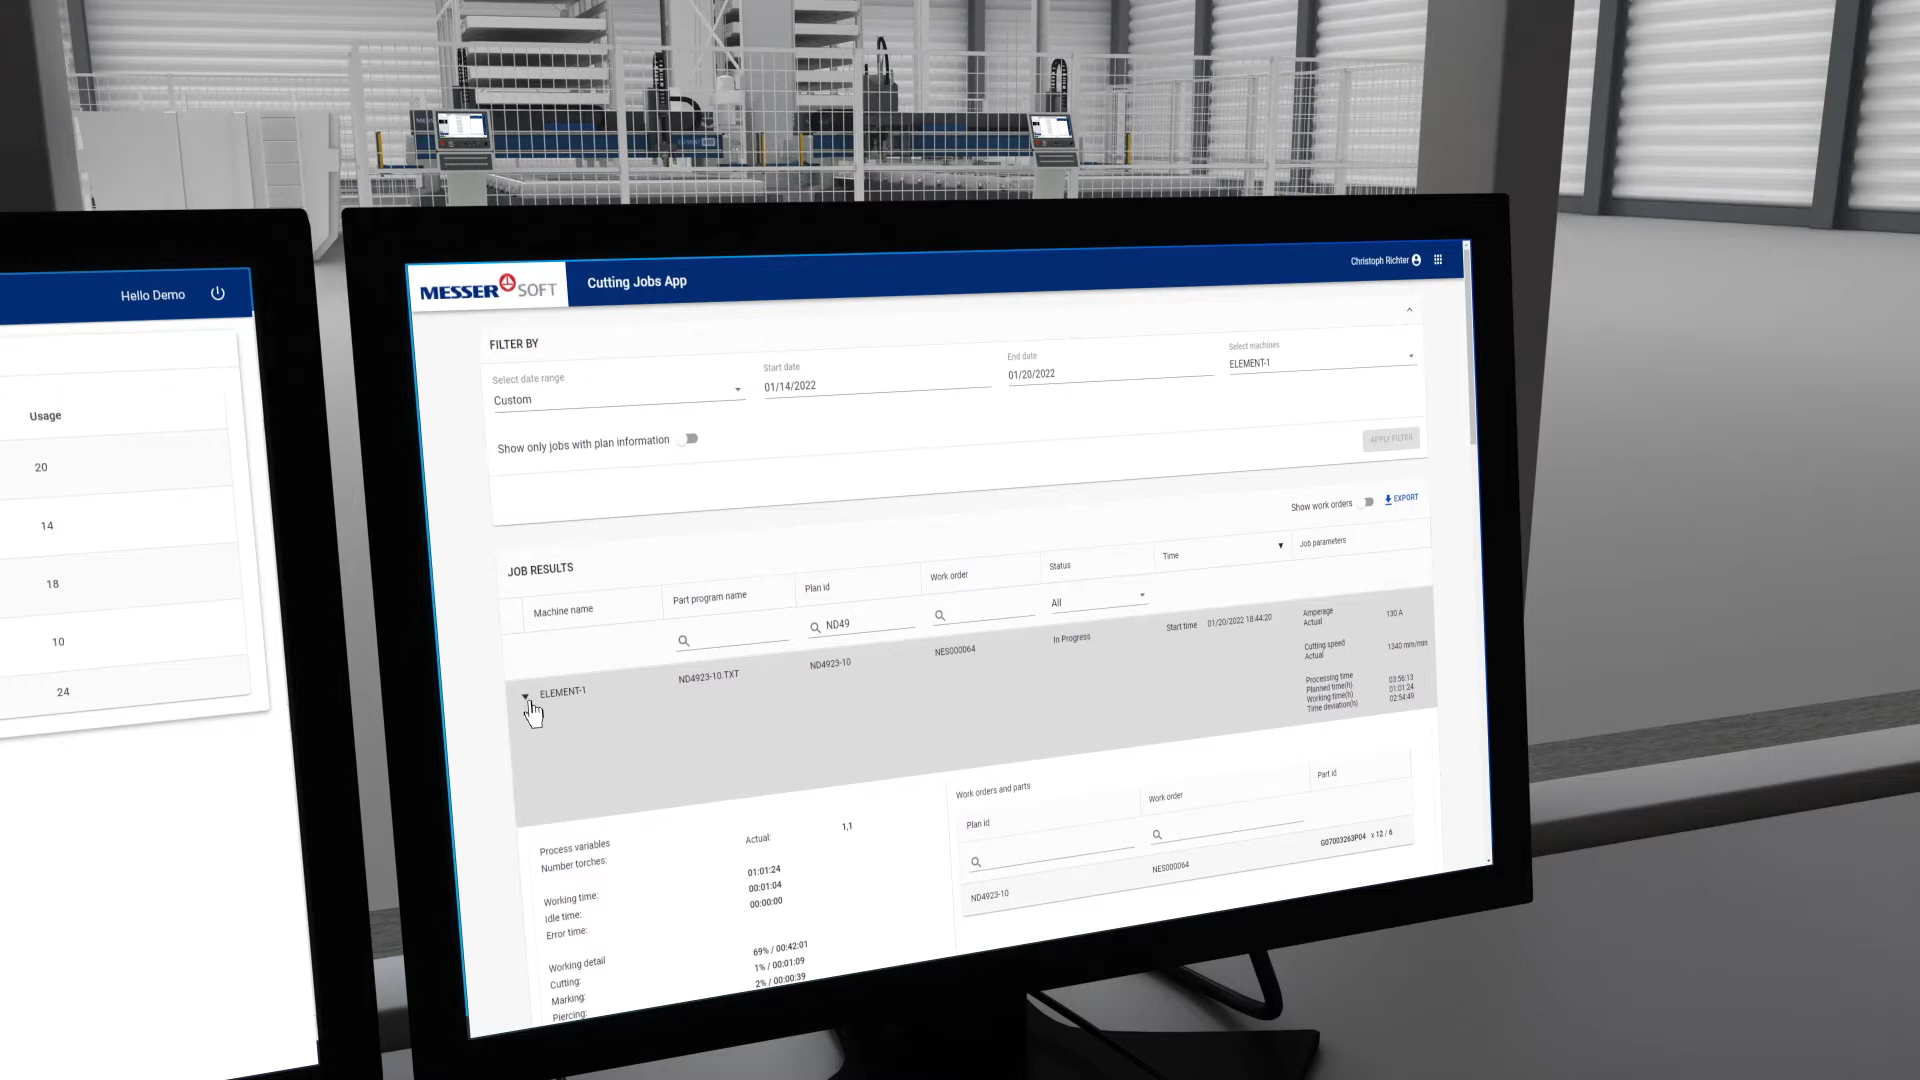 Hello Demo
Usage
20
14
18
10
24
MESSER SOFT
Cutting Jobs App
Christoph Richter
FILTER BY
Select date range
Custom
Start date
01/14/2022
End date
01/20/2022
Select machines
ELEMENT-1
Show only jobs with plan information
APPLY FILTER
Show work orders
EXPORT
JOB RESULTS
Machine name
Part program name
Plan id
Work order
Status
Time
Job parameters
ND49
All
ELEMENT-1
ND4923-10.TXT
ND4923-10
NES000064
In Progress
Start time 01/20/2022 18:44:20
Amperage
Actual 130 A
Cutting speed
Actual 1340 mm/min
Processing time
Planned time(h) 03:56:13
Working time(h) 01:01:24
Time deviation(h) 02:54:49
Process variables
Actual:
1,1
Number torches:
Working time: 01:01:24
Idle time: 00:01:04
Error time: 00:00:00
Working detail
Cutting: 69% / 00:42:01
Marking: 1% / 00:01:09
Piercing: 2% / 00:00:39
Work orders and parts
Plan id
Work order
Part id
ND4923-10
NES000064
G07003263P04 x 12 / 6